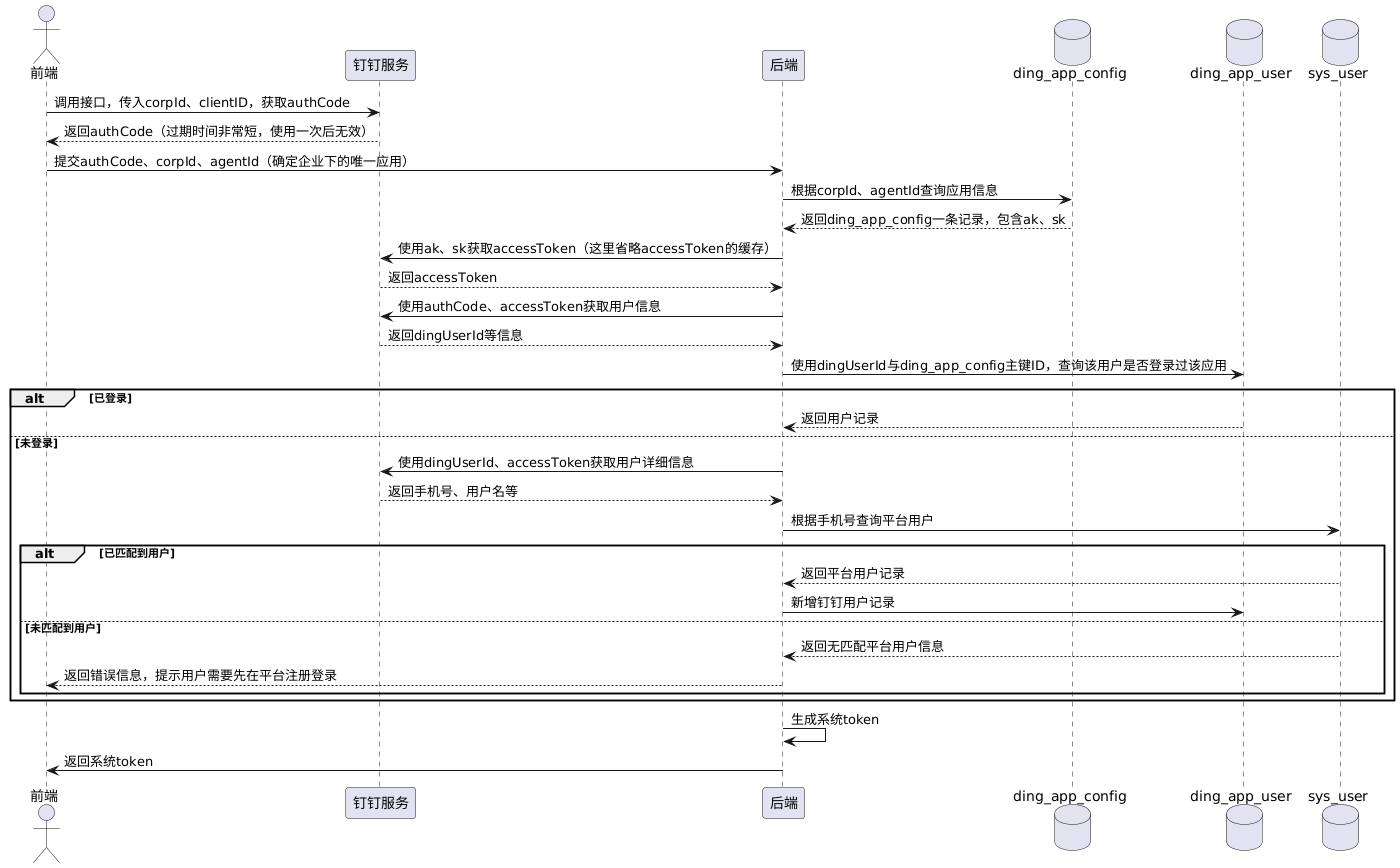 前端
钉钉服务
后端
ding_app_config
ding_app_user
sys_user
调用接口，传入corpId、clientID，获取authCode
返回authCode（过期时间非常短，使用一次后无效）
提交authCode、corpId、agentId（确定企业下的唯一应用）
根据corpId、agentId查询应用信息
返回ding_app_config一条记录，包含ak、sk
使用ak、sk获取accessToken（这里省略accessToken的缓存）
返回accessToken
使用authCode、accessToken获取用户信息
返回dingUserId等信息
使用dingUserId与ding_app_config主键ID，查询该用户是否登录过该应用
alt [已登录]
返回用户记录
[未登录]
使用dingUserId、accessToken获取用户详细信息
返回手机号、用户名等
根据手机号查询平台用户
alt [已匹配到用户]
返回平台用户记录
新增钉钉用户记录
[未匹配到用户]
返回无匹配平台用户信息
返回错误信息，提示用户需要先在平台注册登录
生成系统token
返回系统token
前端
钉钉服务
后端
ding_app_config
ding_app_user
sys_user